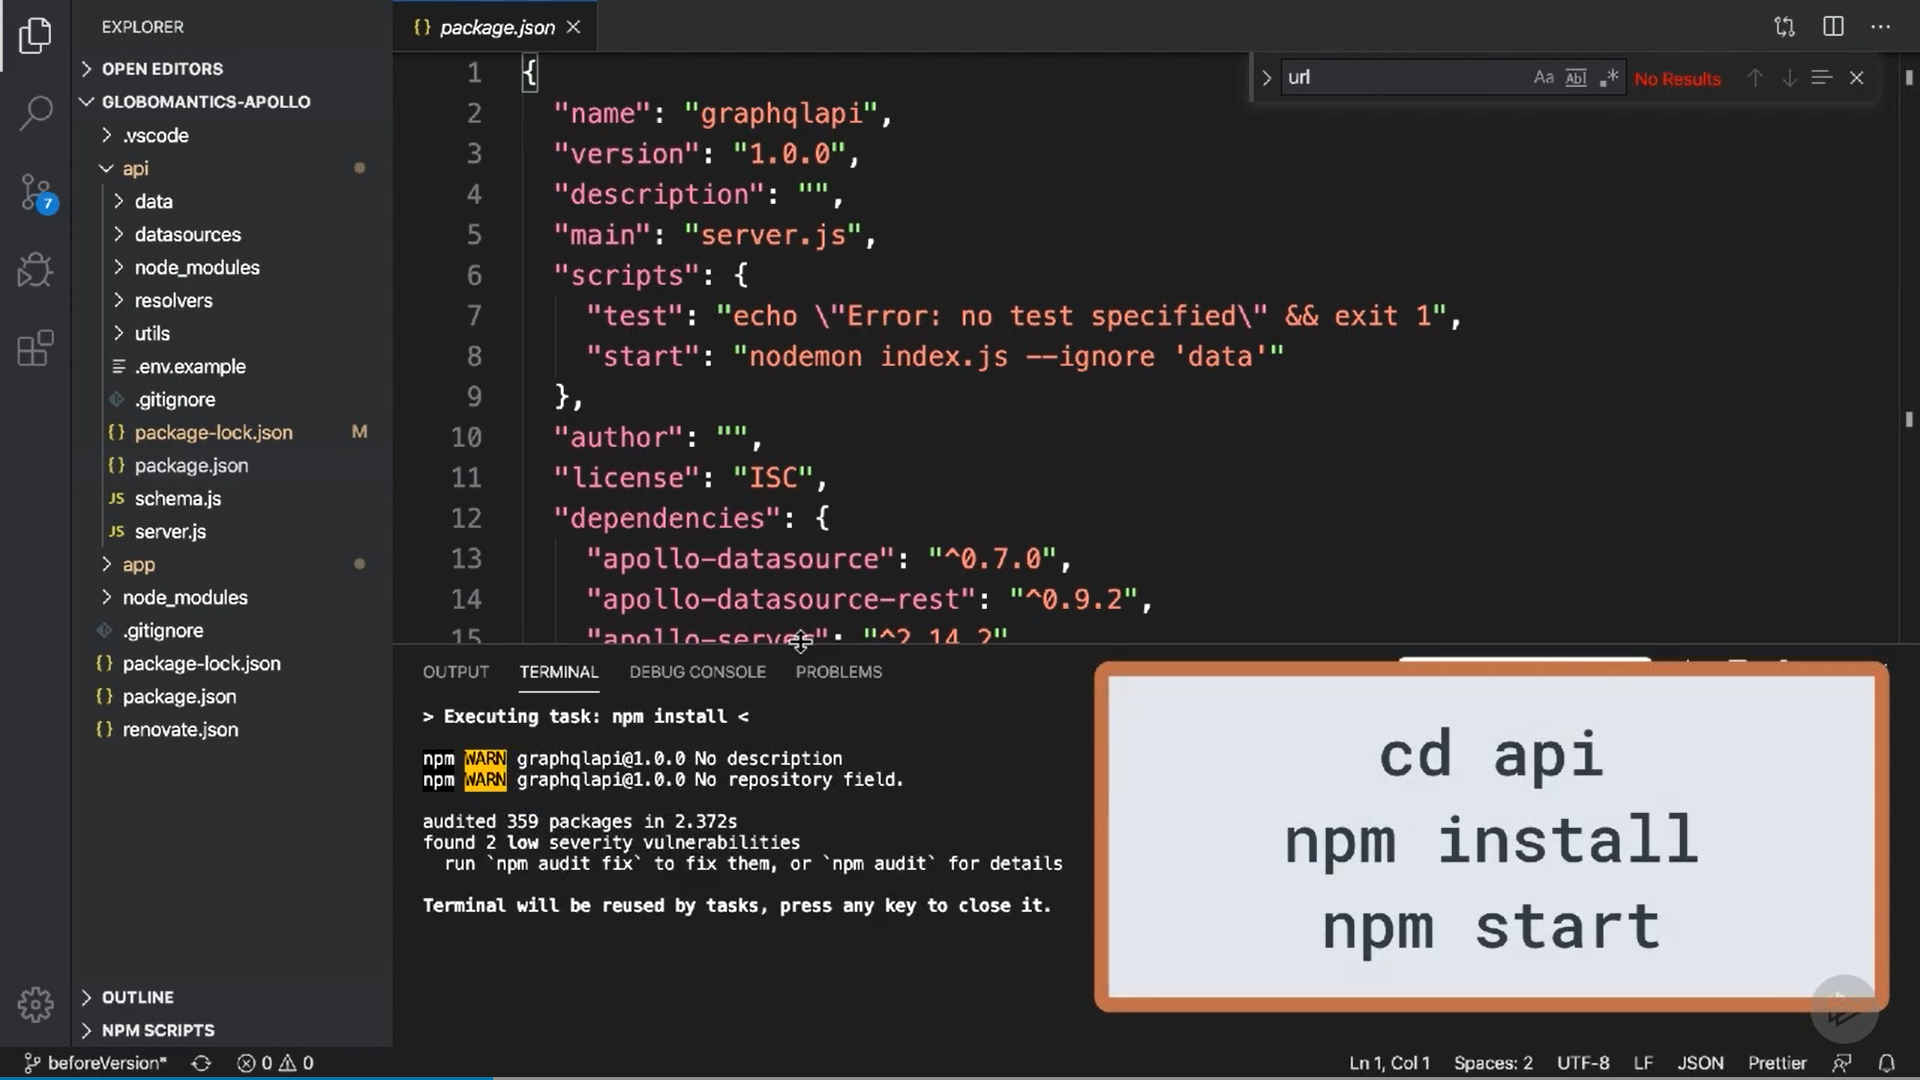 EXPLORER
OPEN EDITORS
GLOBOMANTICS-APOLLO
.vscode
api
data
datasources
node_modules
resolvers
utils
.env.example
.gitignore
package-lock.json M
package.json
schema.js
server.js
app
node_modules
.gitignore
package-lock.json
package.json
renovate.json
OUTLINE
NPM SCRIPTS
7
{} package.json
url
Aa Abl .* No Results
1 {
2 "name": "graphqlapi",
3 "version": "1.0.0",
4 "description": "",
5 "main": "server.js",
6 "scripts": {
7 "test": "echo \"Error: no test specified\" && exit 1",
8 "start": "nodemon index.js --ignore 'data'"
9 },
10 "author": "",
11 "license": "ISC",
12 "dependencies": {
13 "apollo-datasource": "^0.7.0",
14 "apollo-datasource-rest": "^0.9.2",
15 "apollo-server": "^2.14.2"
OUTPUT TERMINAL DEBUG CONSOLE PROBLEMS
> Executing task: npm install <
npm WARN graphqlapi@1.0.0 No description
npm WARN graphqlapi@1.0.0 No repository field.
audited 359 packages in 2.372s
found 2 low severity vulnerabilities
run `npm audit fix` to fix them, or `npm audit` for details
Terminal will be reused by tasks, press any key to close it.
cd api
npm install
npm start
beforeVersion* 0 0 Ln 1, Col 1 Spaces: 2 UTF-8 LF JSON Prettier